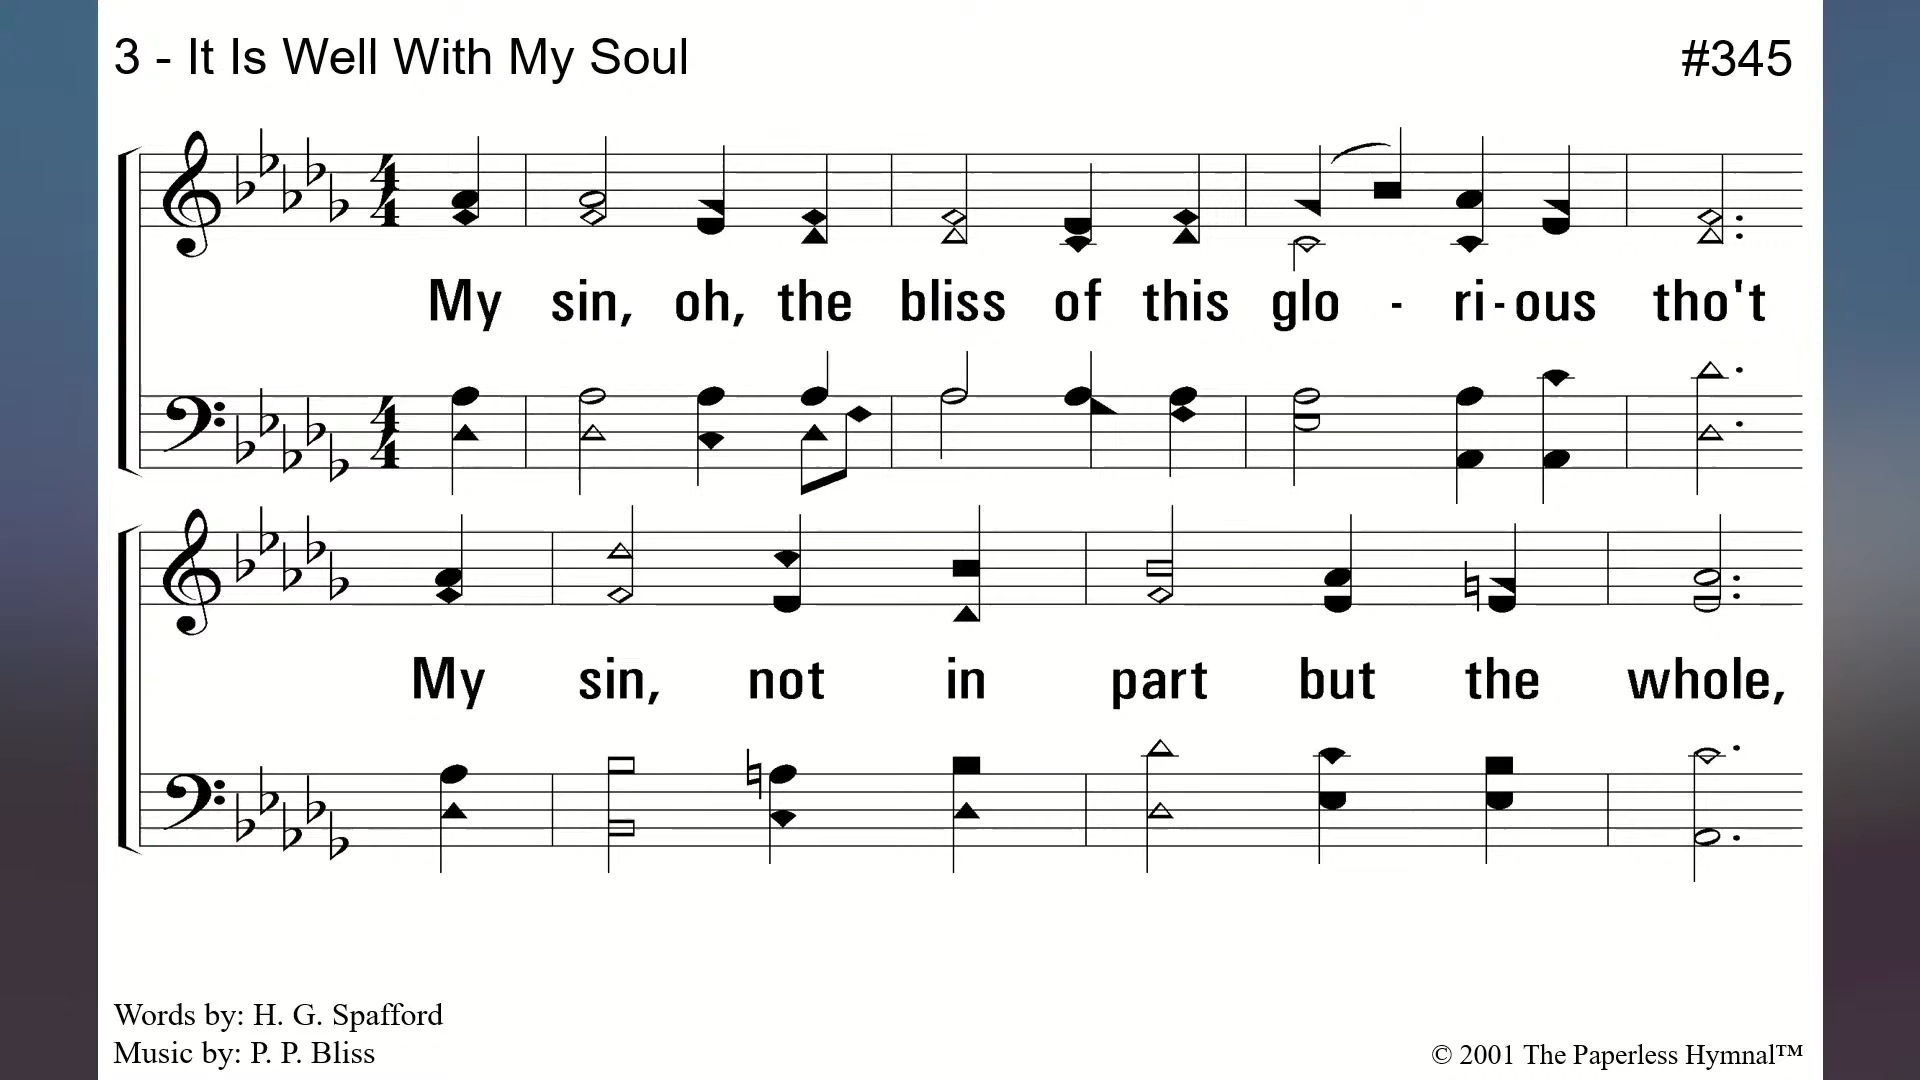 3 - It Is Well With My Soul
#345
My sin, oh, the bliss of this glo - ri - ous tho't
My sin, not in part but the whole,
Words by: H. G. Spafford
Music by: P. P. Bliss
© 2001 The Paperless Hymnal™